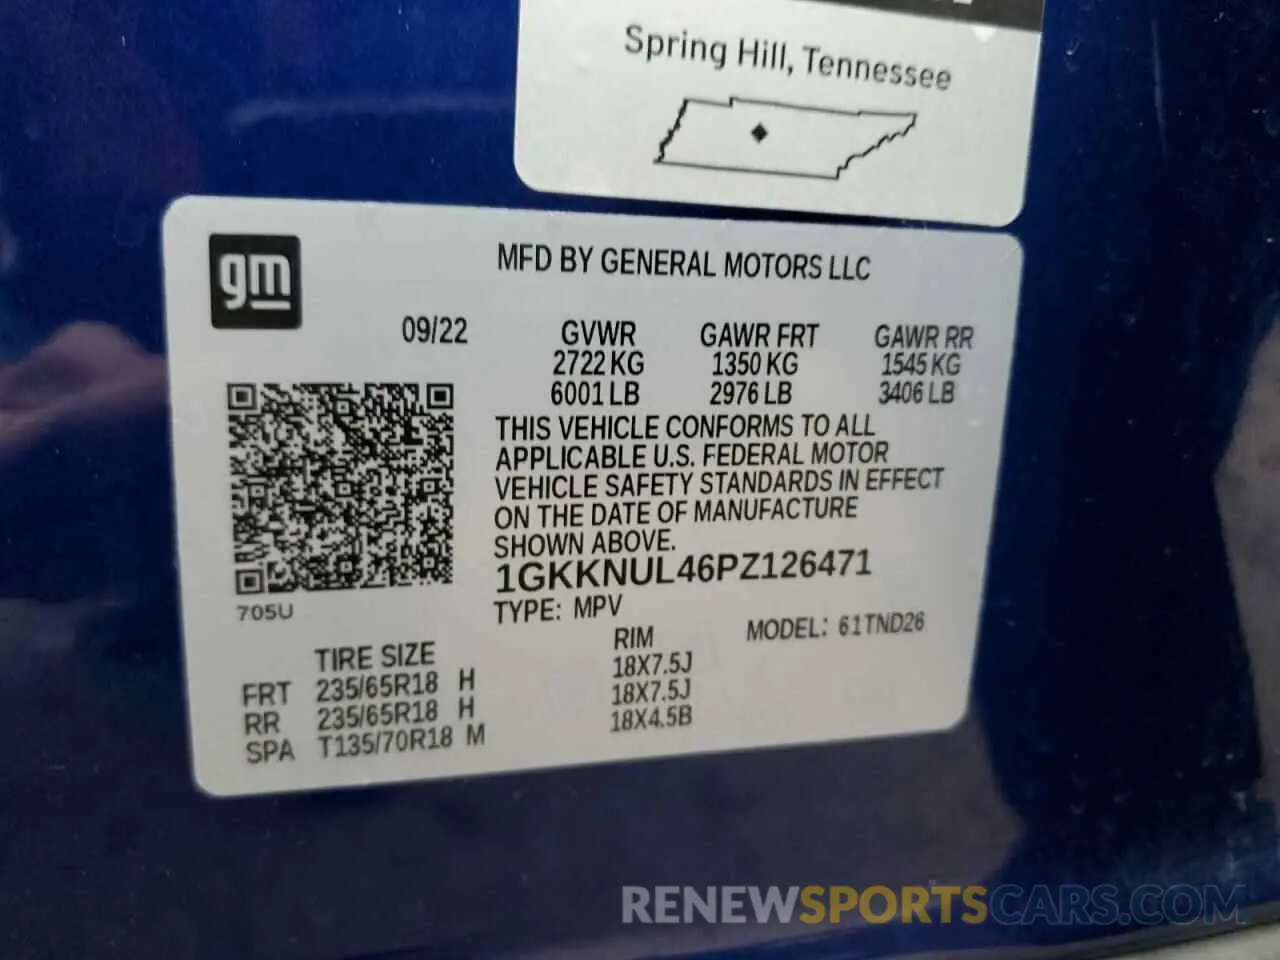 Spring Hill, Tennessee
gm
MFD BY GENERAL MOTORS LLC
09/22 GVWR GAWR FRT GAWR RR
2722 KG 1350 KG 1545 KG
6001 LB 2976 LB 3406 LB
THIS VEHICLE CONFORMS TO ALL
APPLICABLE U.S. FEDERAL MOTOR
VEHICLE SAFETY STANDARDS IN EFFECT
ON THE DATE OF MANUFACTURE
SHOWN ABOVE.
1GKKNUL46PZ126471
705U
TYPE: MPV MODEL: 61TND26
TIRE SIZE RIM
FRT 235/65R18 H 18X7.5J
RR 235/65R18 H 18X7.5J
SPA T135/70R18 M 18X4.5B
RENEWSPORTSCARS.COM